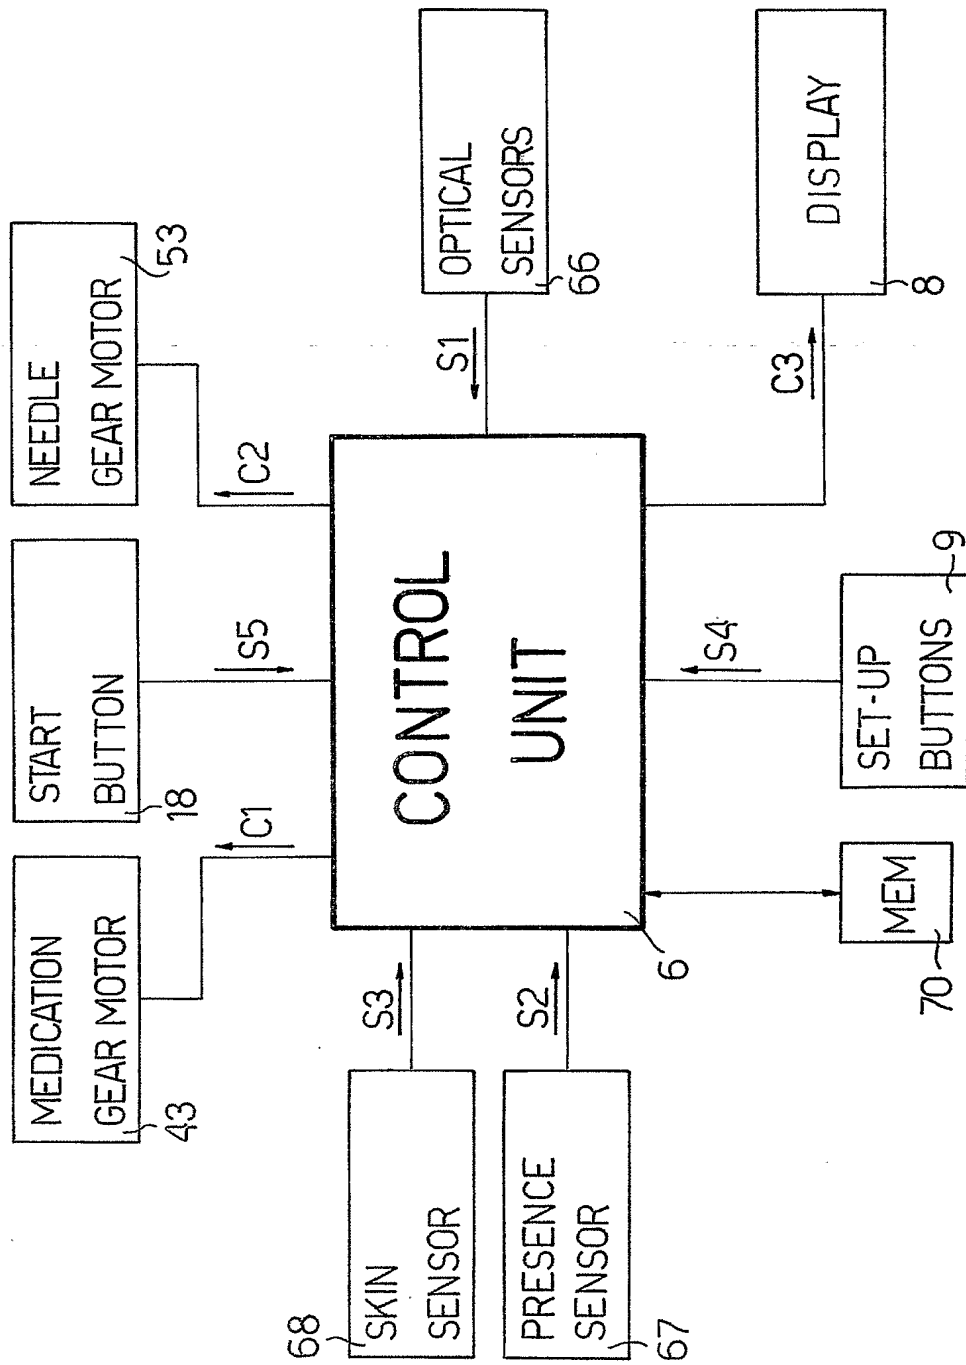 MEDICATION
GEAR MOTOR
43
START
BUTTON
18
NEEDLE
GEAR MOTOR
53
C1
S5
C2
68
SKIN
SENSOR
S3
PRESENCE
SENSOR
67
S2
CONTROL
UNIT
6
OPTICAL
SENSORS
66
S1
S4
C3
MEM
70
SET-UP
BUTTONS
9
DISPLAY
8